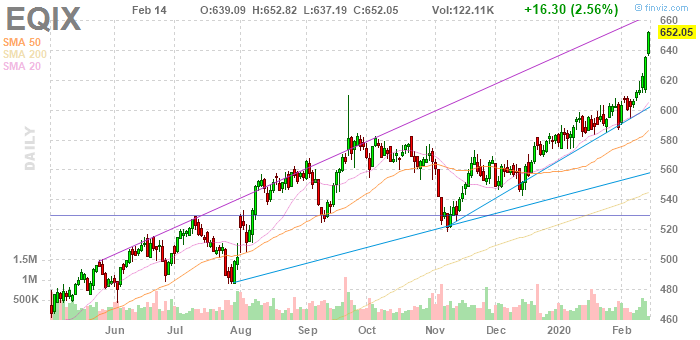 EQIX Feb 14 O:639.09 H:652.82 L:637.19 C:652.05 Vol:122.11K +16.30 (2.56%)
© finviz.com
SMA 50
SMA 200
SMA 20
DAILY
652.05
660
640
620
600
580
560
540
520
500
480
460
1.5M
1M
500K
Jun Jul Aug Sep Oct Nov Dec 2020 Feb